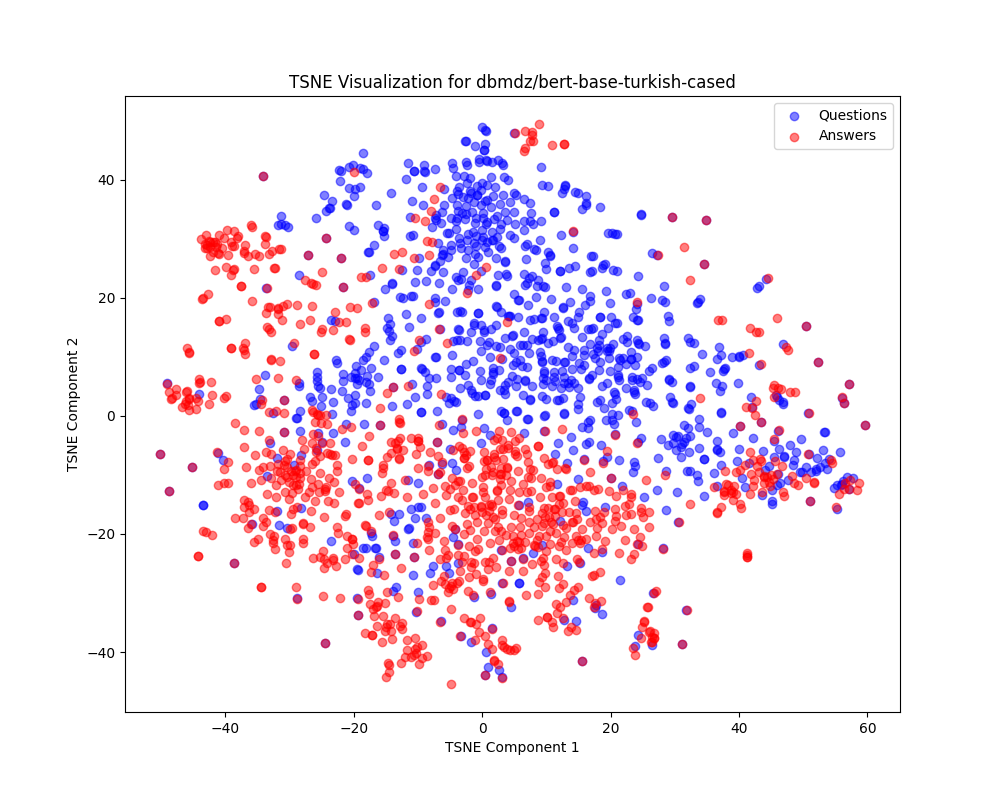 TSNE Visualization for dbmdz/bert-base-turkish-cased
Questions
Answers
TSNE Component 2
40
20
0
−20
−40
−40
−20
0
20
40
60
TSNE Component 1